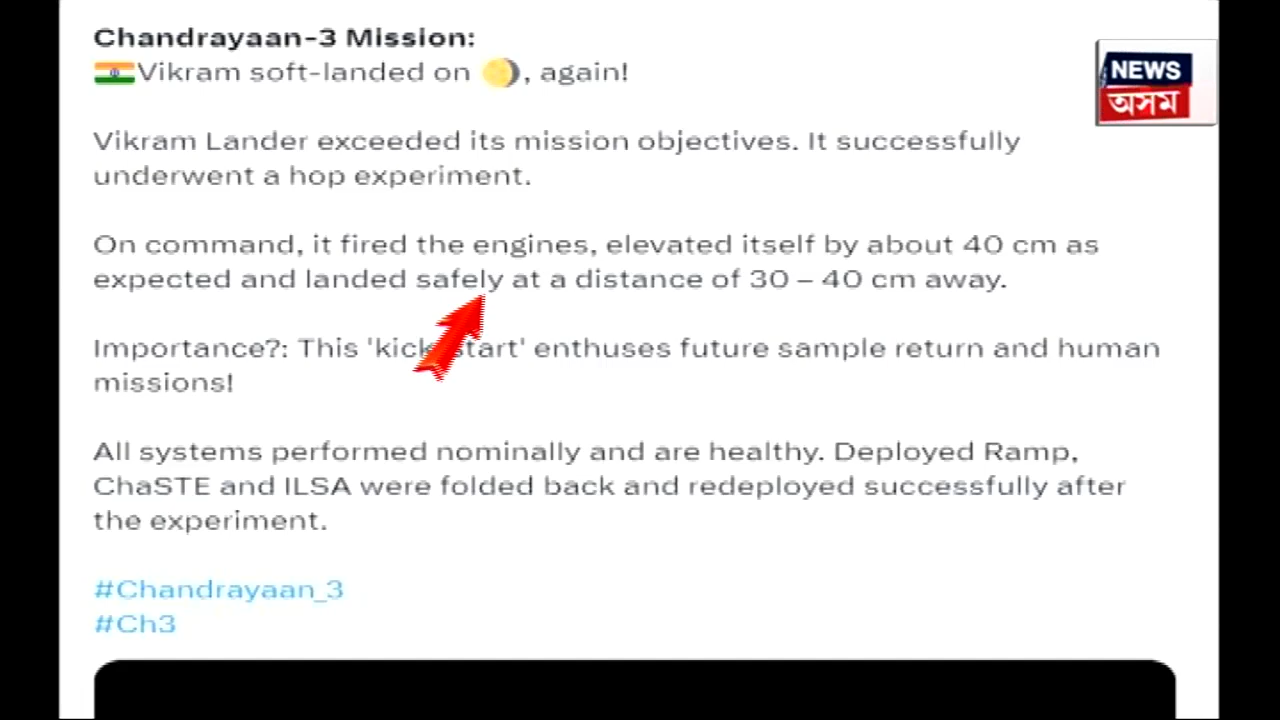 Chandrayaan-3 Mission:
🇮🇳Vikram soft-landed on 🌖, again!
NEWS
অসম
Vikram Lander exceeded its mission objectives. It successfully
underwent a hop experiment.
On command, it fired the engines, elevated itself by about 40 cm as
expected and landed safely at a distance of 30 – 40 cm away.
Importance?: This 'kick-start' enthuses future sample return and human
missions!
All systems performed nominally and are healthy. Deployed Ramp,
ChaSTE and ILSA were folded back and redeployed successfully after
the experiment.
#Chandrayaan_3
#Ch3